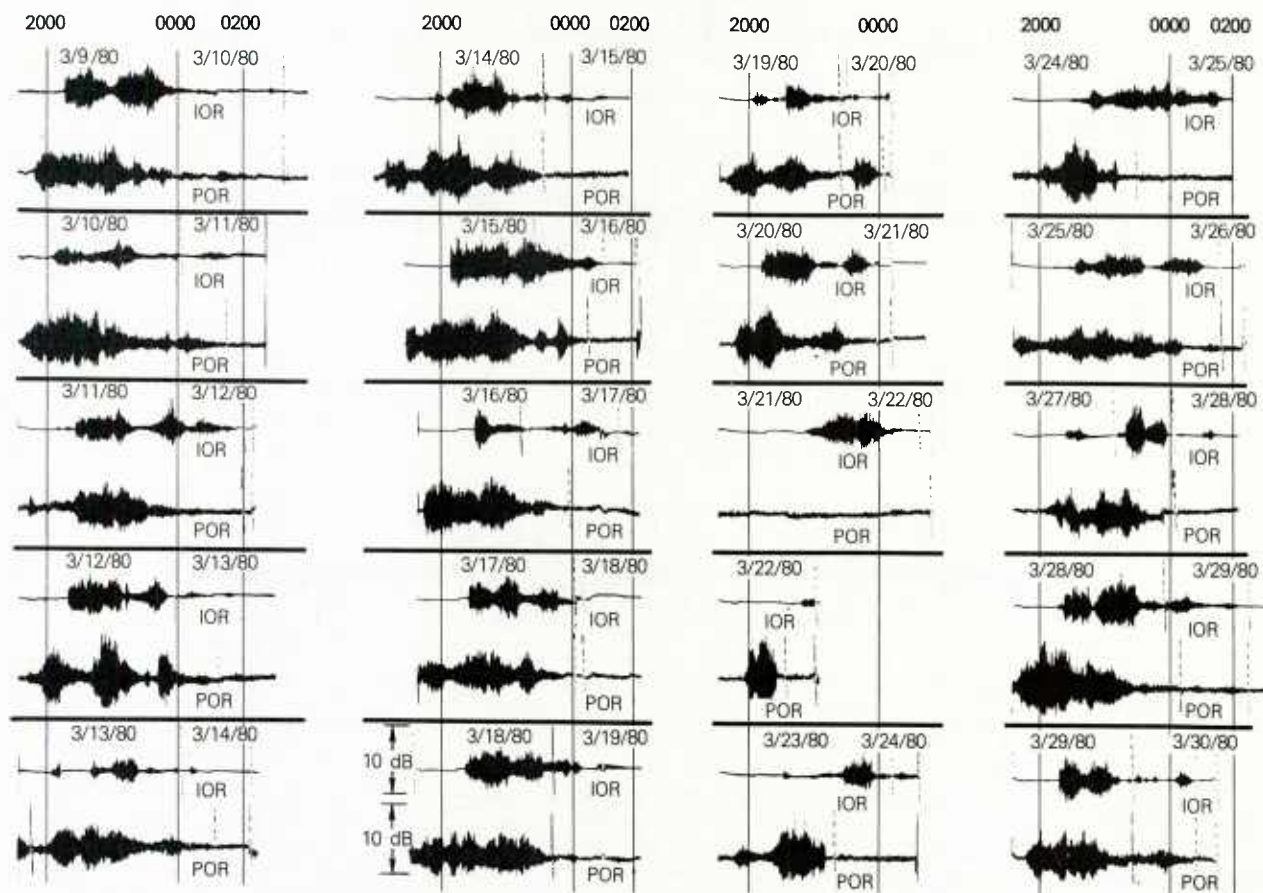 2000 0000 0200 2000 0000 0200 2000 0000 2000 0000 0200
3/9/80 3/10/80
IOR
POR
3/10/80 3/11/80
IOR
POR
3/11/80 3/12/80
IOR
POR
3/12/80 3/13/80
IOR
POR
3/13/80 3/14/80
IOR
POR
3/14/80 3/15/80
IOR
POR
3/15/80 3/16/80
IOR
POR
3/16/80 3/17/80
IOR
POR
3/17/80 3/18/80
IOR
POR
3/18/80 3/19/80
10 dB
IOR
10 dB
POR
3/19/80 3/20/80
IOR
POR
3/20/80 3/21/80
IOR
POR
3/21/80 3/22/80
IOR
POR
3/22/80
IOR
POR
3/23/80 3/24/80
IOR
POR
3/24/80 3/25/80
IOR
POR
3/25/80 3/26/80
IOR
POR
3/27/80 3/28/80
IOR
POR
3/28/80 3/29/80
IOR
POR
3/29/80 3/30/80
IOR
POR